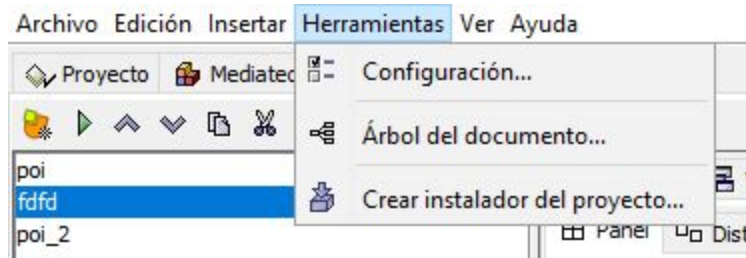 Archivo Edición Insertar Herramientas Ver Ayuda
Proyecto Mediatec
Configuración...
Árbol del documento...
poi
fdfd
Crear instalador del proyecto...
poi_2
Panel Dist